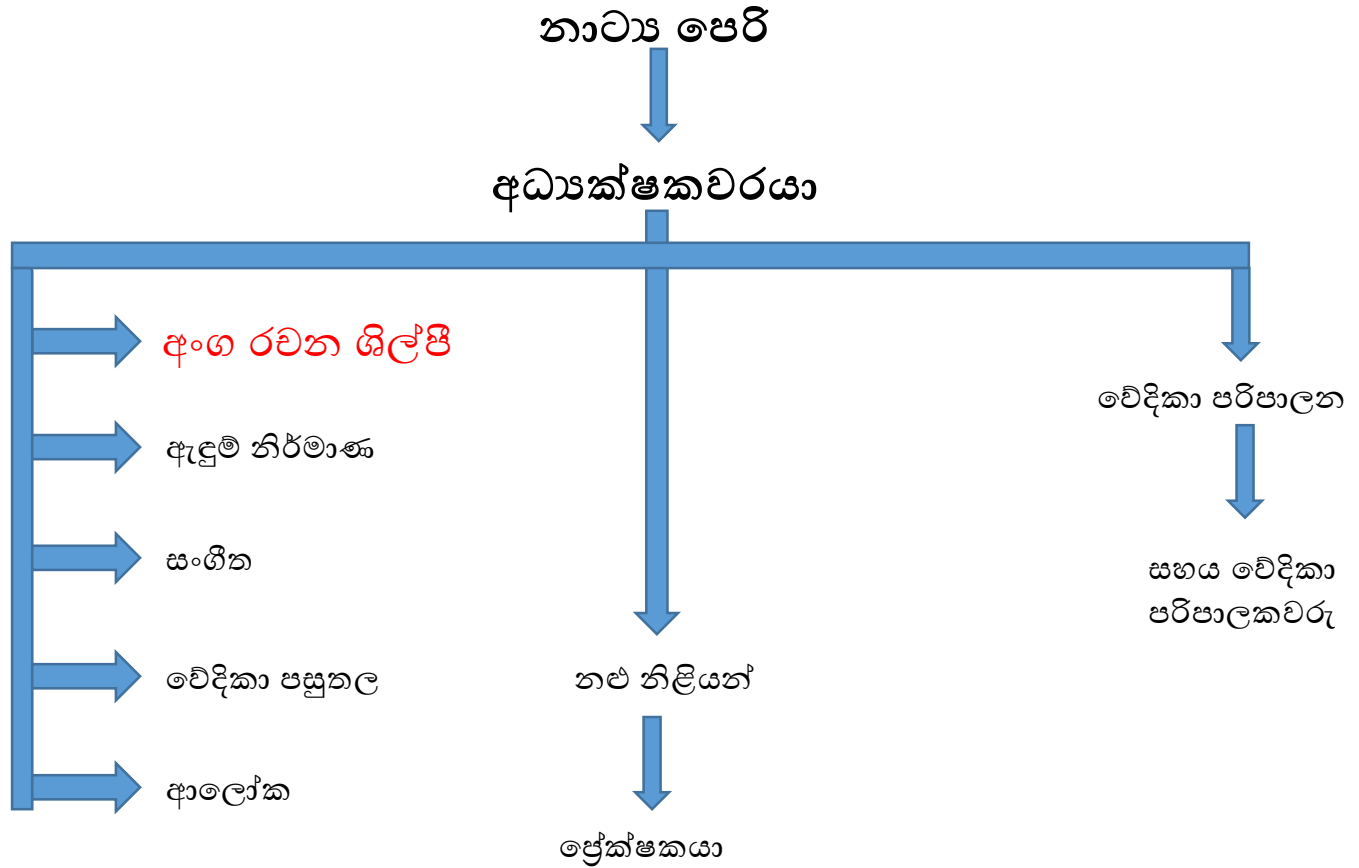 නාට්‍ය පෙරි
අධ්‍යක්ෂකවරයා
අංග රචන ශිල්පී
ඇඳුම් නිර්මාණ
සංගීත
වේදිකා පසුතල
ආලෝක
නළු නිළියන්
ප්‍රේක්ෂකයා
වේදිකා පරිපාලන
සහය වේදිකා
පරිපාලකවරු